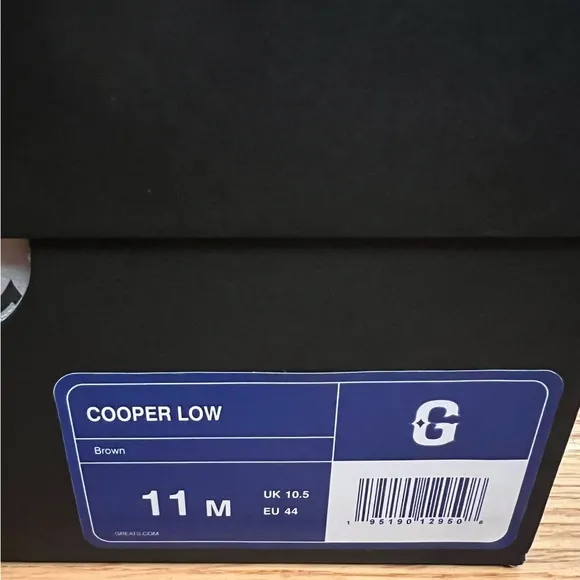 COOPER LOW
G
Brown
11 M
UK 10.5
EU 44
GREATS.COM
1 95190 12950 8